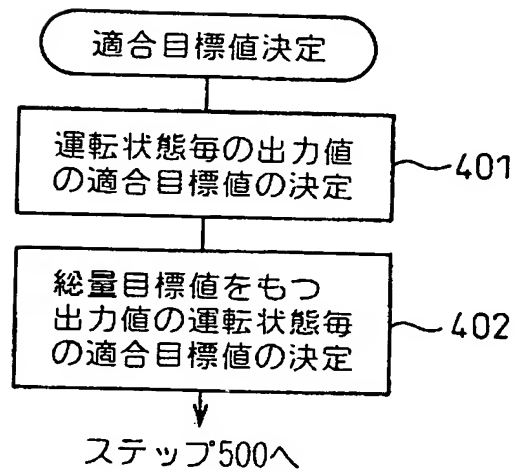 適合目標値決定
運転状態毎の出力値
の適合目標値の決定
401
総量目標値をもつ
出力値の運転状態毎
の適合目標値の決定
402
ステップ500へ